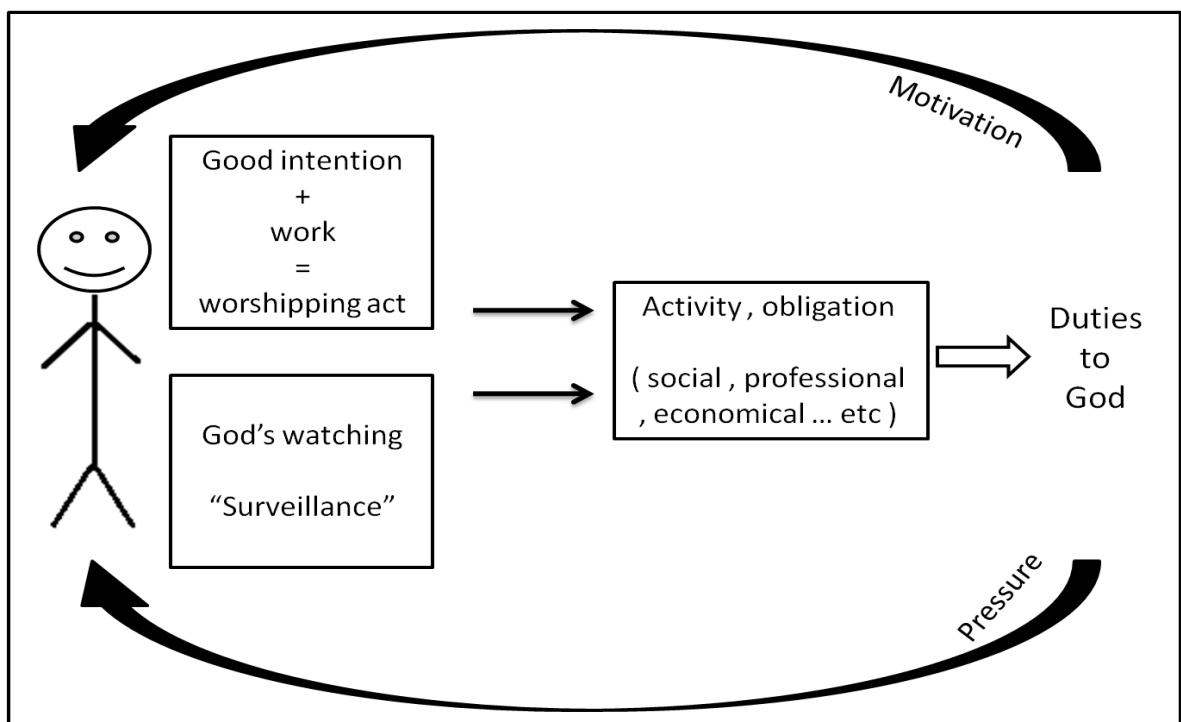 Motivation
Good intention
+
work
=
worshipping act
God's watching
"Surveillance"
Activity , obligation
( social , professional
, economical ... etc )
Duties
to
God
Pressure